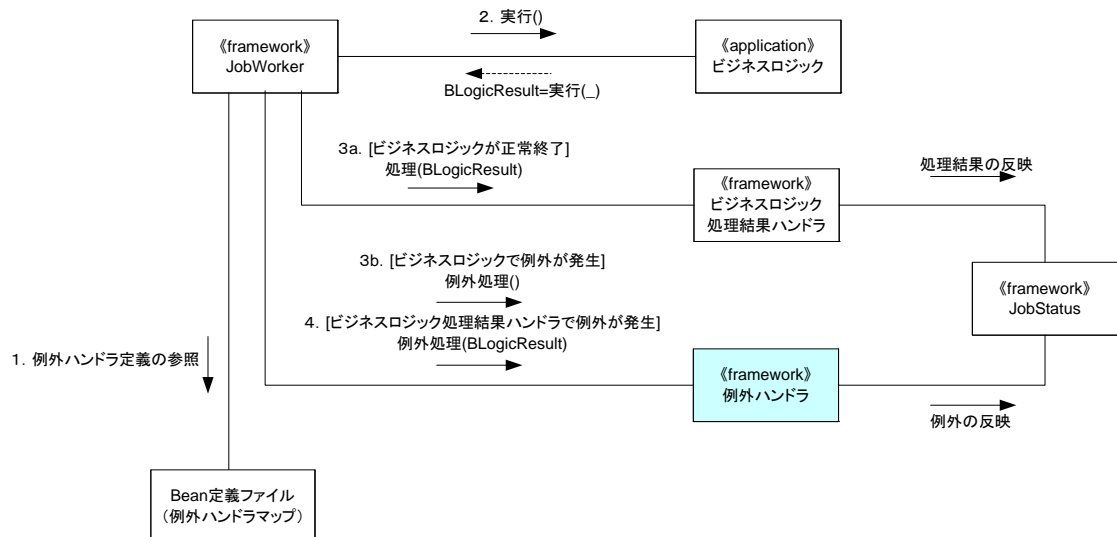 2．実行()
《framework》
JobWorker
《application》
ビジネスロジック
BLogicResult=実行(_)
3a．[ビジネスロジックが正常終了]
処理(BLogicResult)
処理結果の反映
《framework》
ビジネスロジック
処理結果ハンドラ
3b．[ビジネスロジックで例外が発生]
例外処理()
《framework》
JobStatus
4．[ビジネスロジック処理結果ハンドラで例外が発生]
例外処理(BLogicResult)
1．例外ハンドラ定義の参照
《framework》
例外ハンドラ
例外の反映
Bean定義ファイル
（例外ハンドラマップ）